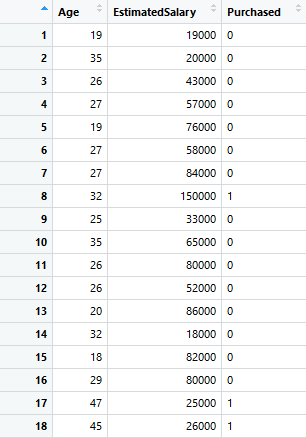 Age EstimatedSalary Purchased
1 19 19000 0
2 35 20000 0
3 26 43000 0
4 27 57000 0
5 19 76000 0
6 27 58000 0
7 27 84000 0
8 32 150000 1
9 25 33000 0
10 35 65000 0
11 26 80000 0
12 26 52000 0
13 20 86000 0
14 32 18000 0
15 18 82000 0
16 29 80000 0
17 47 25000 1
18 45 26000 1